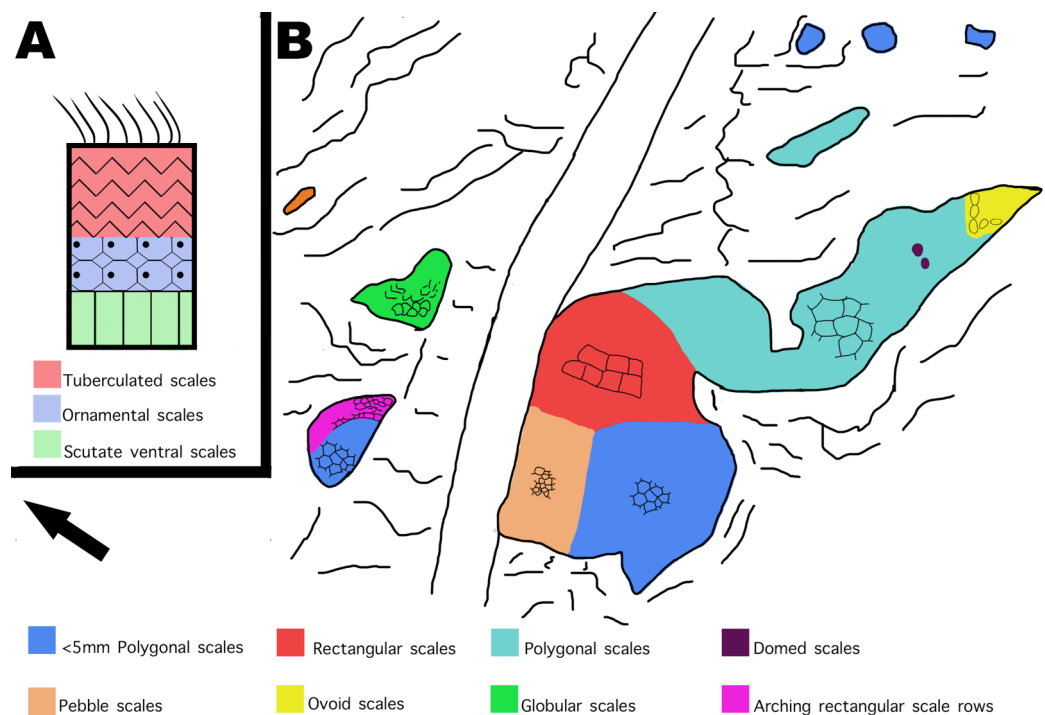 A
B
Tuberculated scales
Ornamental scales
Scutate ventral scales
<5mm Polygonal scales
Rectangular scales
Polygonal scales
Domed scales
Pebble scales
Ovoid scales
Globular scales
Arching rectangular scale rows